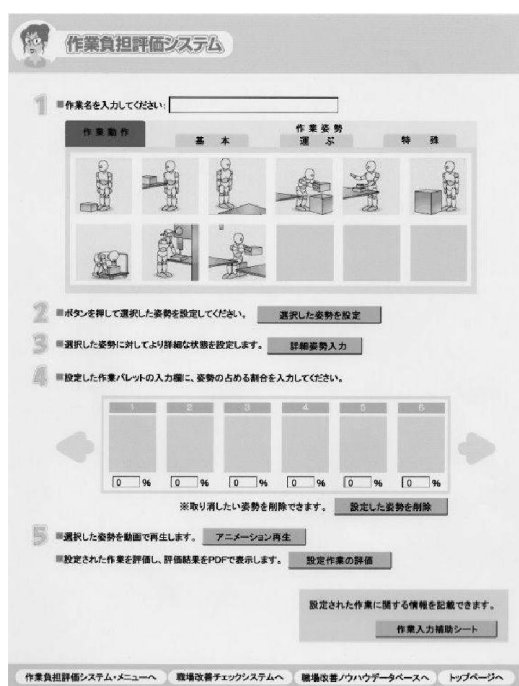 作業負担評価システム
1 ■作業名を入力してください:
作業動作
作業姿勢
基本 運ぶ 特殊
2 ■ボタンを押して選択した姿勢を設定してください。 選択した姿勢を設定
3 ■選択した姿勢に対してより詳細な状態を設定します。 詳細姿勢入力
4 ■設定した作業パレットの入力欄に、姿勢の占める割合を入力してください。
1 2 3 4 5 6
0 % 0 % 0 % 0 % 0 % 0 %
※取り消したい姿勢を削除できます。 設定した姿勢を削除
5 ■選択した姿勢を動画で再生します。 アニメーション再生
■設定された作業を評価し、評価結果をPDFで表示します。 設定作業の評価
設定された作業に関する情報を記載できます。
作業入力補助シート
作業負担評価システム・メニューへ 職場改善チェックシステムへ 職場改善ノウハウデータベースへ トップページへ